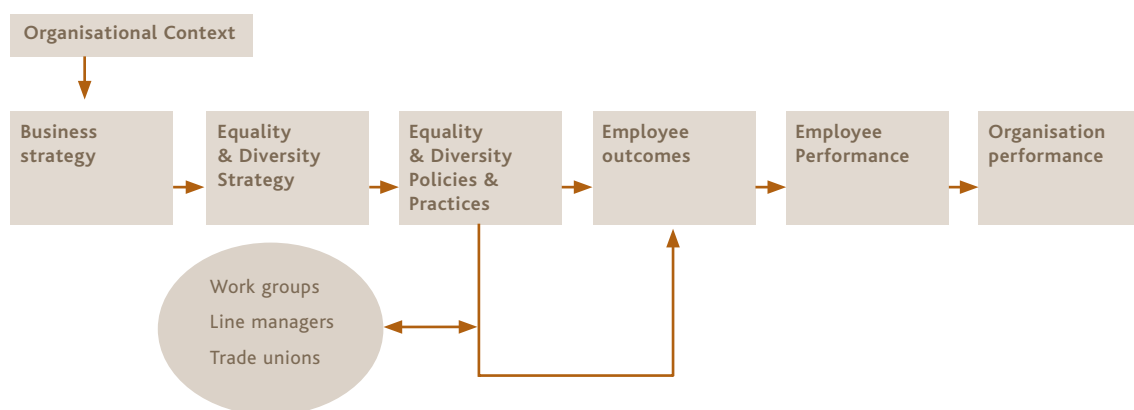 Organisational Context
Business
strategy
Equality
& Diversity
Strategy
Equality
& Diversity
Policies &
Practices
Employee
outcomes
Employee
Performance
Organisation
performance
Work groups
Line managers
Trade unions